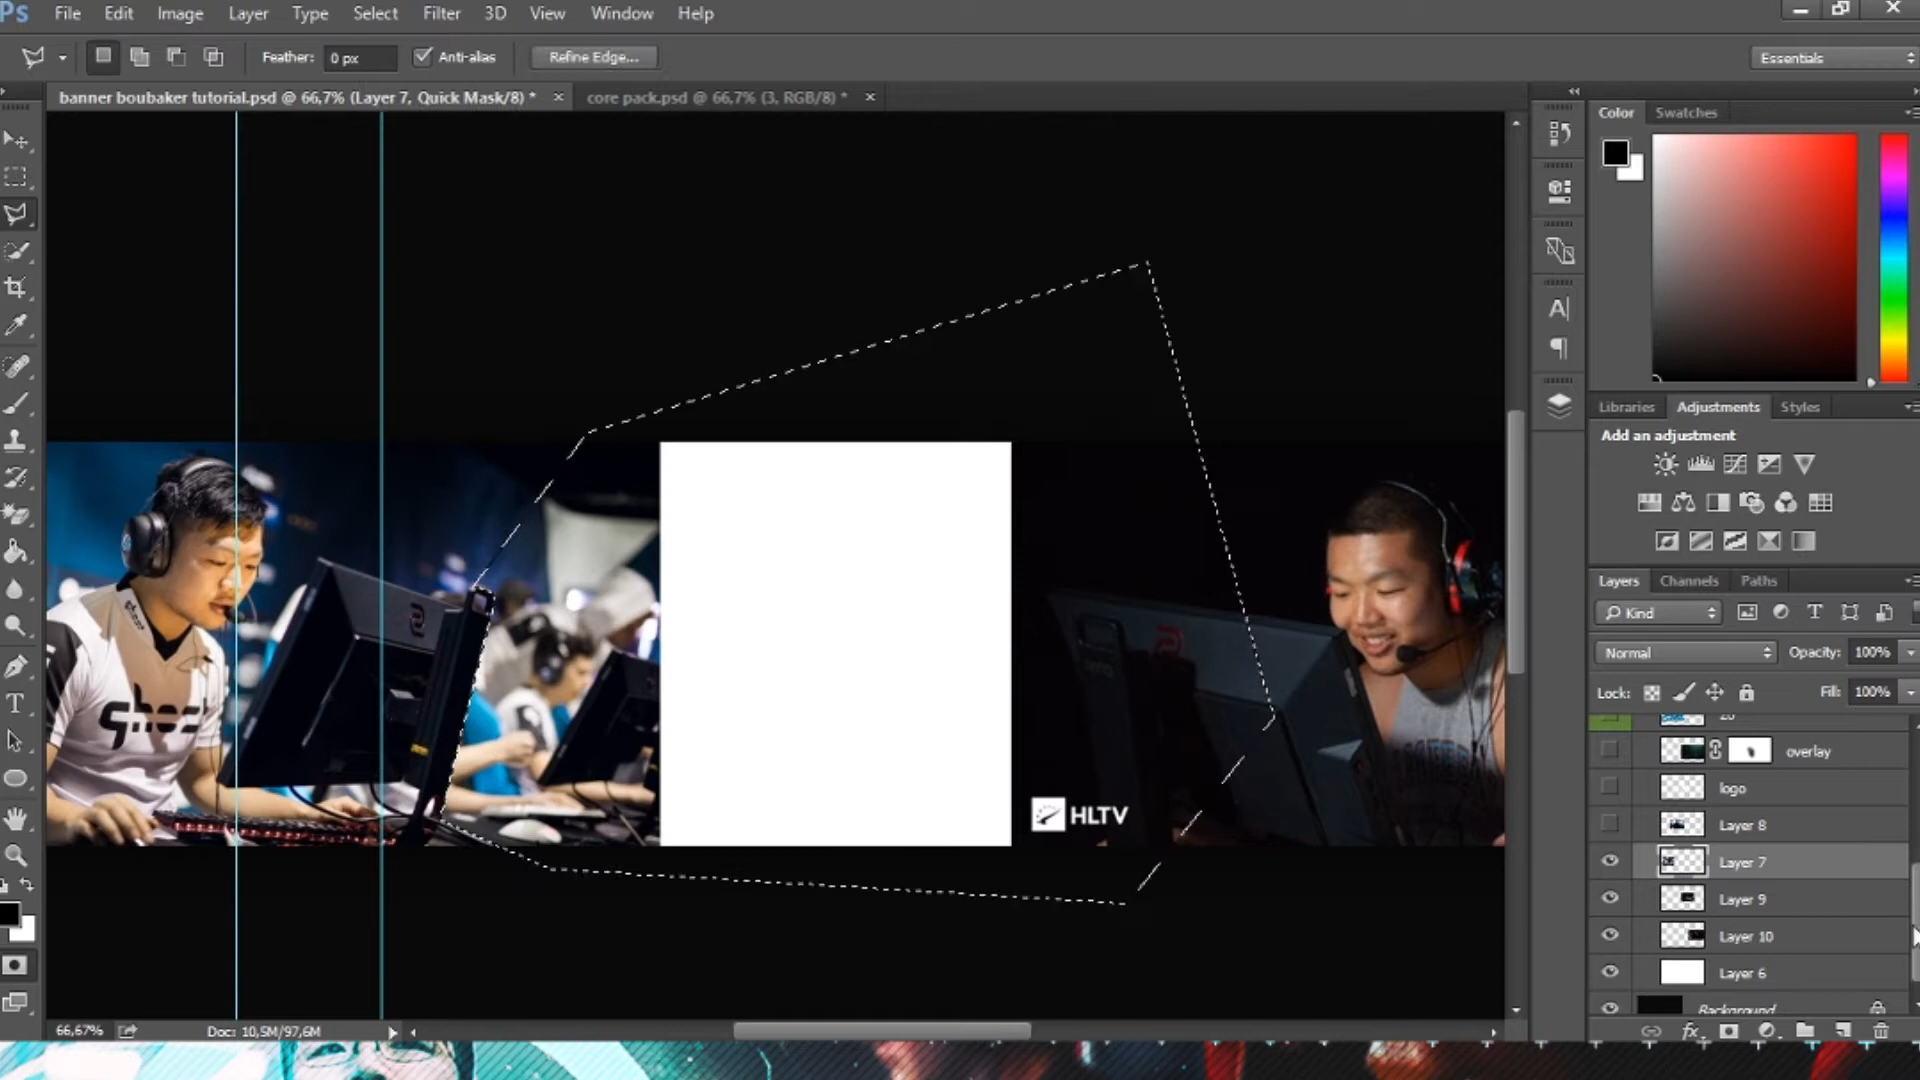 Ps File Edit Image Layer Type Select Filter 3D View Window Help
Feather: 0 px Anti-alias Refine Edge... Essentials
banner boubaker tutorial.psd @ 66,7% (Layer 7, Quick Mask/8) * × core pack.psd @ 66,7% (3, RGB/8) * ×
Color Swatches
Libraries Adjustments Styles
Add an adjustment
Layers Channels Paths
Kind
Normal Opacity: 100%
Lock: Fill: 100%
overlay
logo
Layer 8
Layer 7
Layer 9
Layer 10
Layer 6
Background
ghost
HLTV
66,67% Doc: 10,5M/97,6M